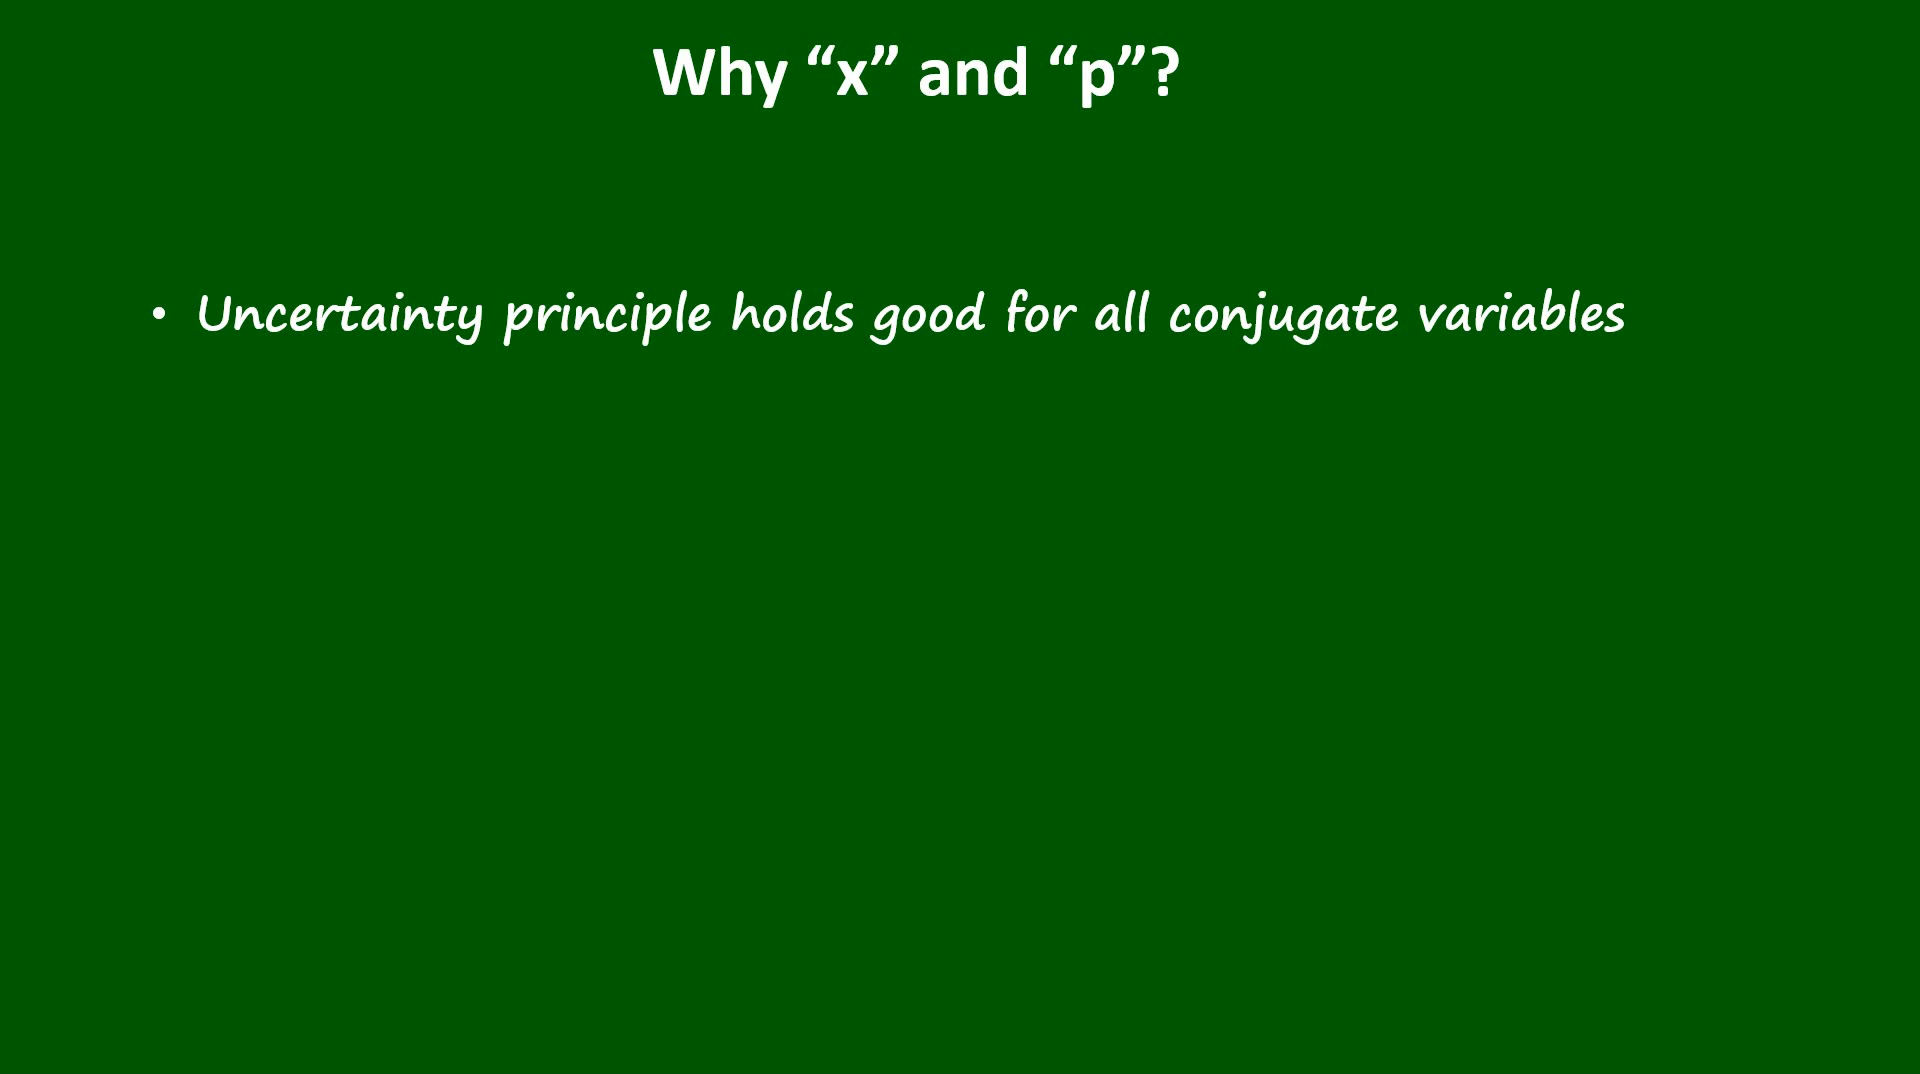 Why “x” and “p”?
• Uncertainty principle holds good for all conjugate variables